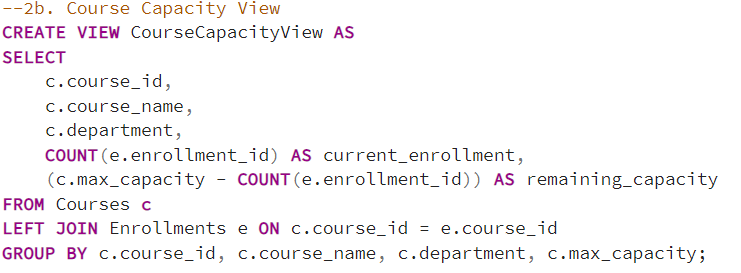 --2b. Course Capacity View
CREATE VIEW CourseCapacityView AS
SELECT
    c.course_id,
    c.course_name,
    c.department,
    COUNT(e.enrollment_id) AS current_enrollment,
    (c.max_capacity - COUNT(e.enrollment_id)) AS remaining_capacity
FROM Courses c
LEFT JOIN Enrollments e ON c.course_id = e.course_id
GROUP BY c.course_id, c.course_name, c.department, c.max_capacity;